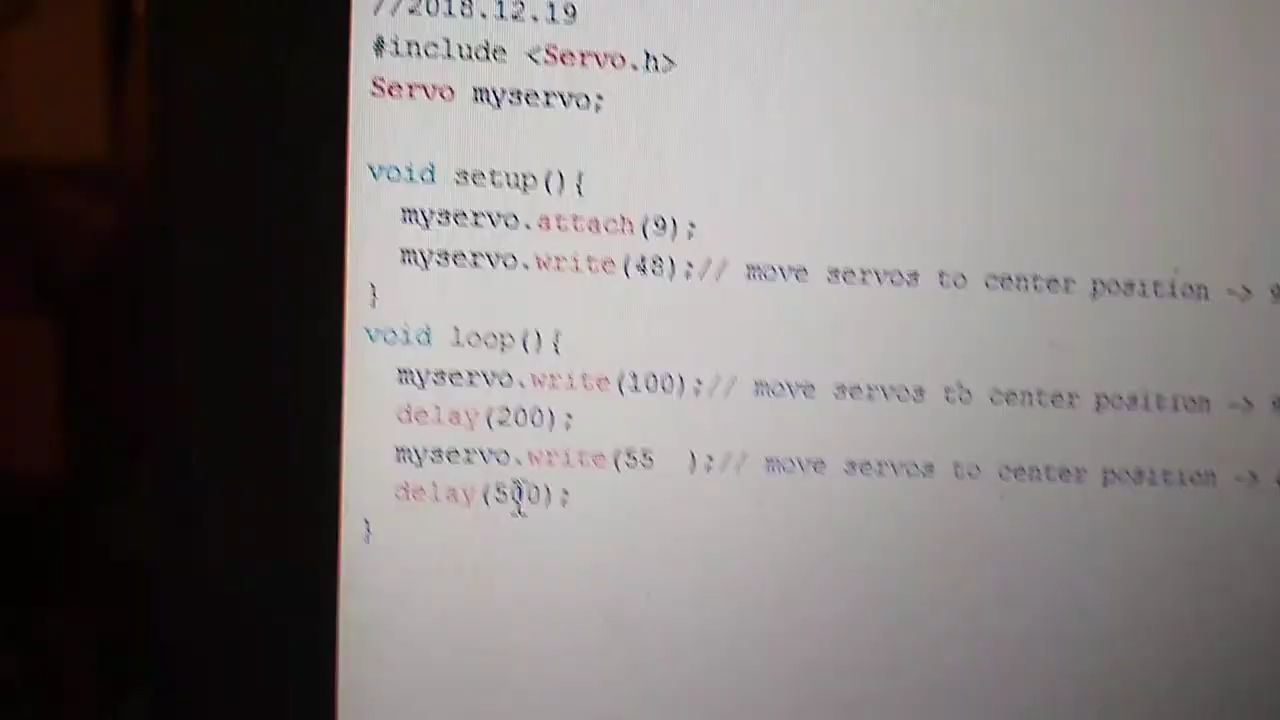 //2018.12.19
#include <Servo.h>
Servo myservo;
void setup(){
myservo.attach(9);
myservo.write(48);// move servos to center position ->
}
void loop(){
myservo.write(100);// move servos to center position ->
delay(200);
myservo.write(55  );// move servos to center position ->
delay(500);
}